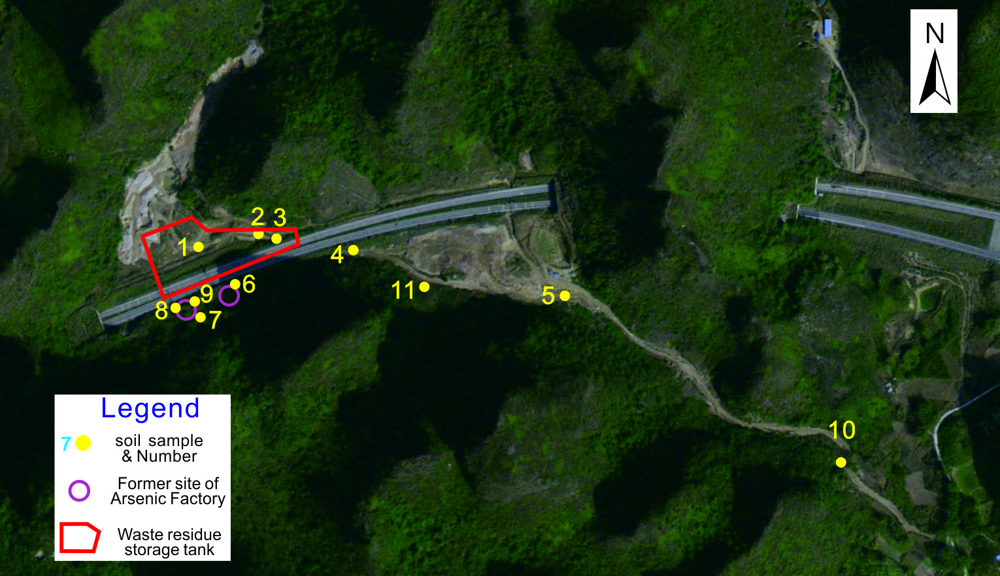 N
2
3
1
4
6
11
9
5
8
7
10
Legend
7
soil sample
& Number
Former site of
Arsenic Factory
Waste residue
storage tank